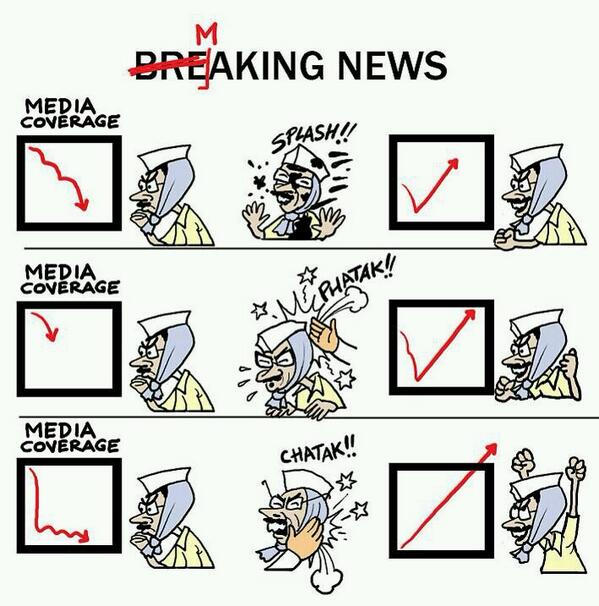 M
BREAKING NEWS
MEDIA
COVERAGE
SPLASH!!
MEDIA
COVERAGE
PHATAK!!
MEDIA
COVERAGE
CHATAK!!